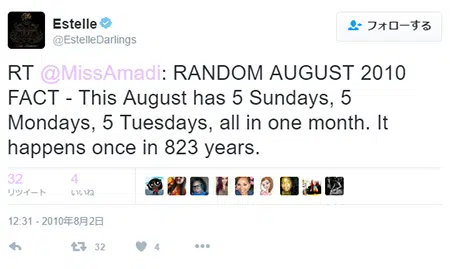 Estelle
@EstelleDarlings
フォローする
RT @MissAmadi: RANDOM AUGUST 2010
FACT - This August has 5 Sundays, 5
Mondays, 5 Tuesdays, all in one month. It
happens once in 823 years.
32 4
リツイート いいね
12:31 - 2010年8月2日
32 4